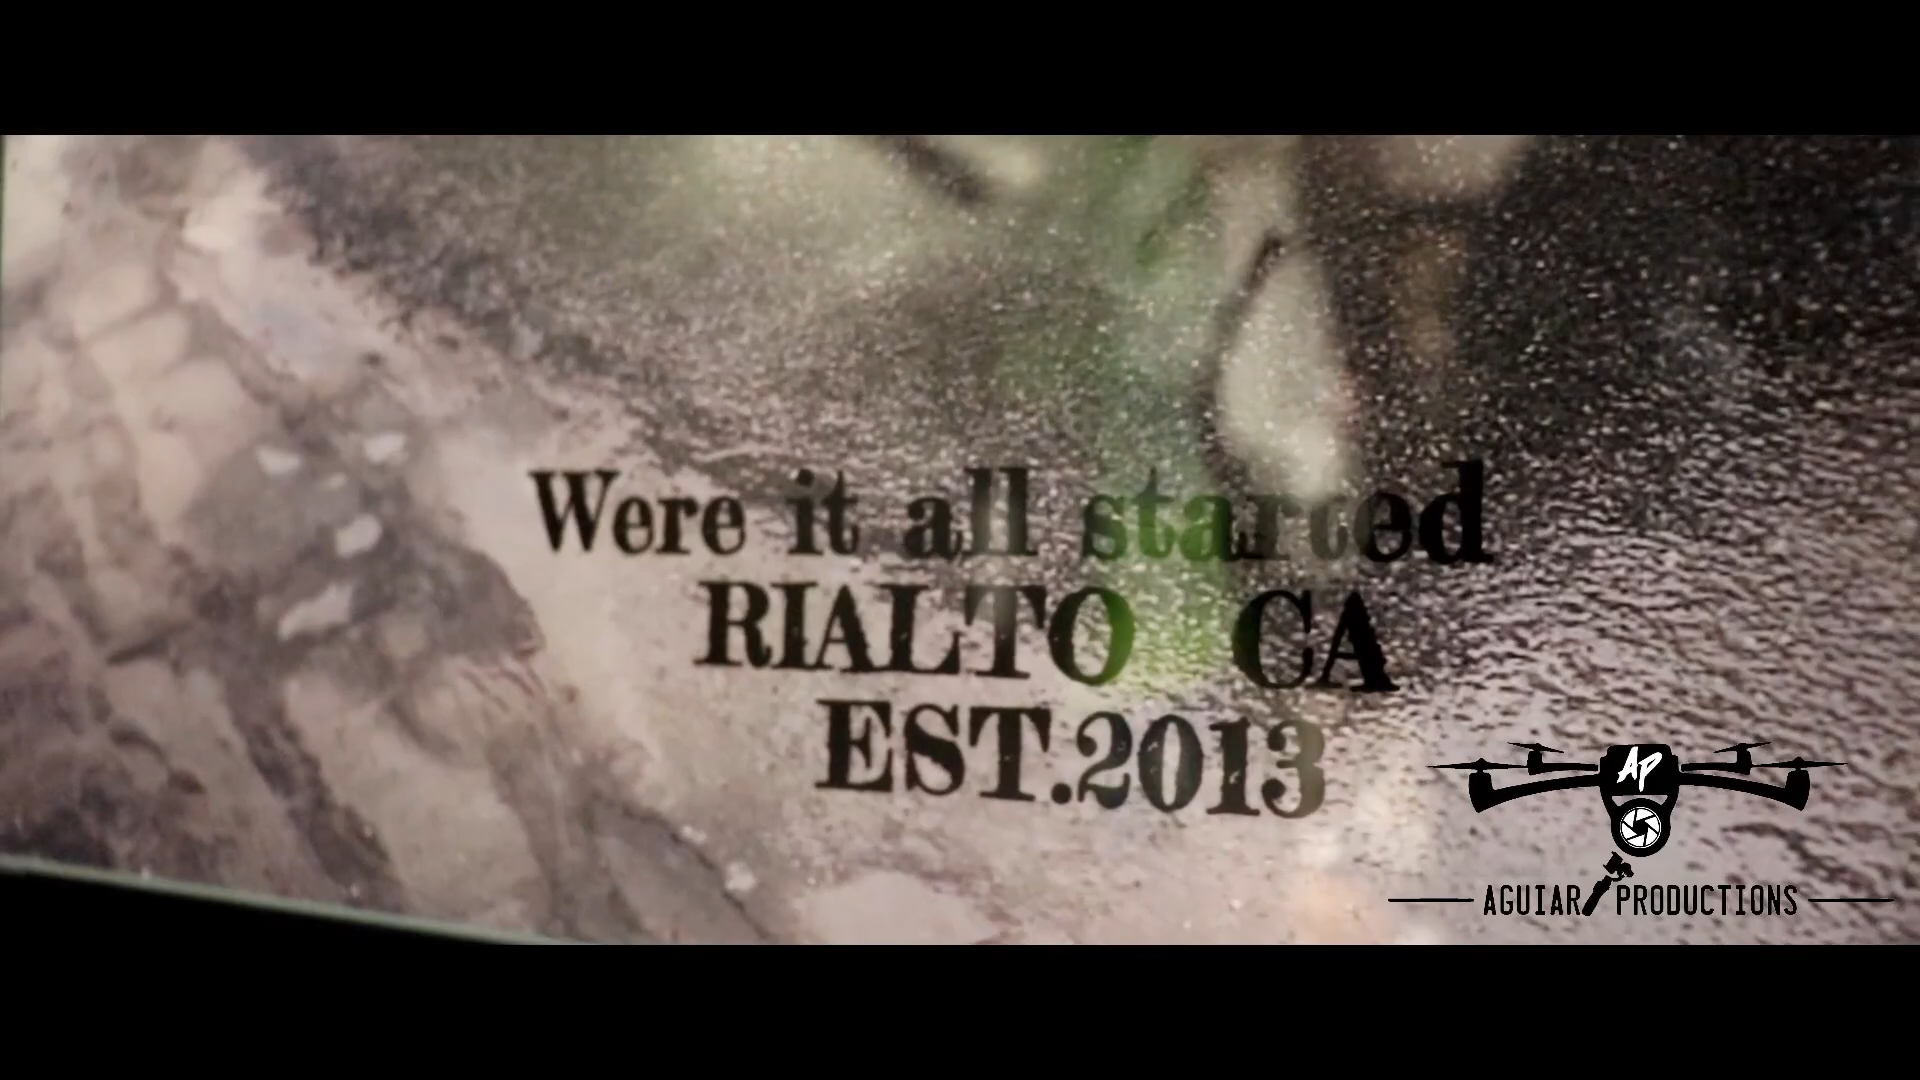 Were it all started
RIALTO CA
EST.2013
AP
AGUIAR PRODUCTIONS